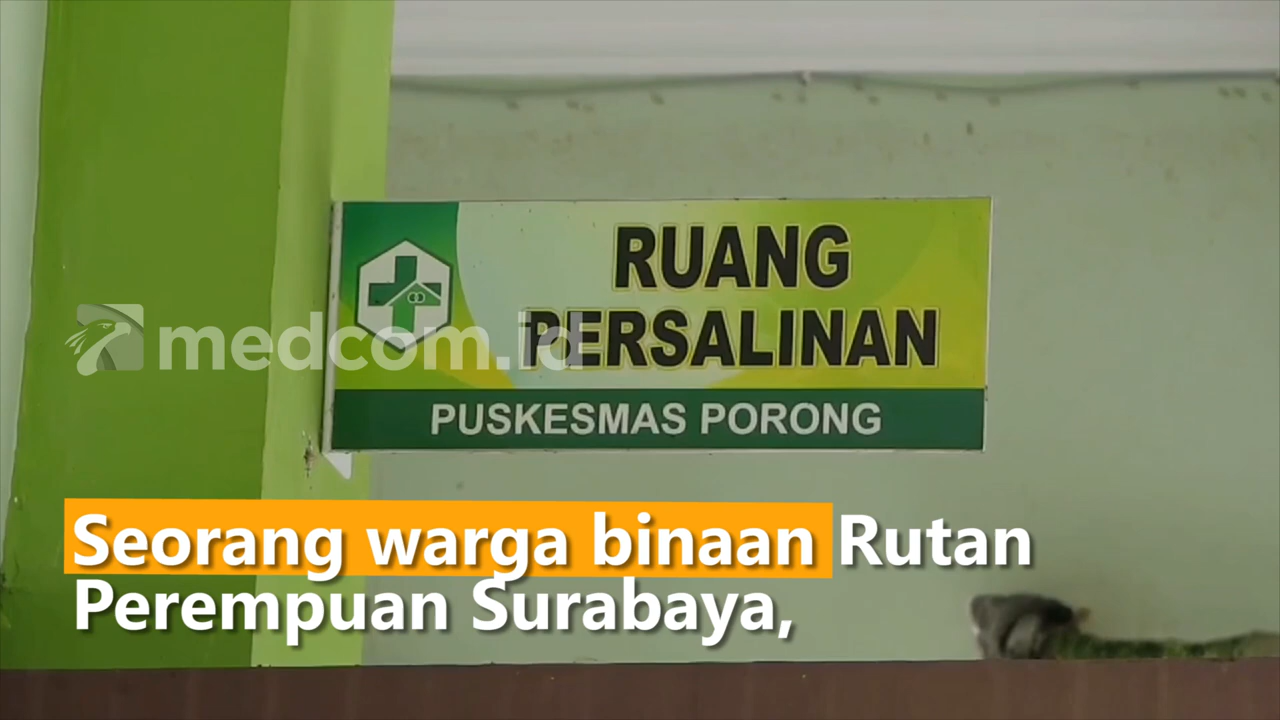 RUANG
PERSALINAN
medcom.id
PUSKESMAS PORONG
Seorang warga binaan Rutan
Perempuan Surabaya,